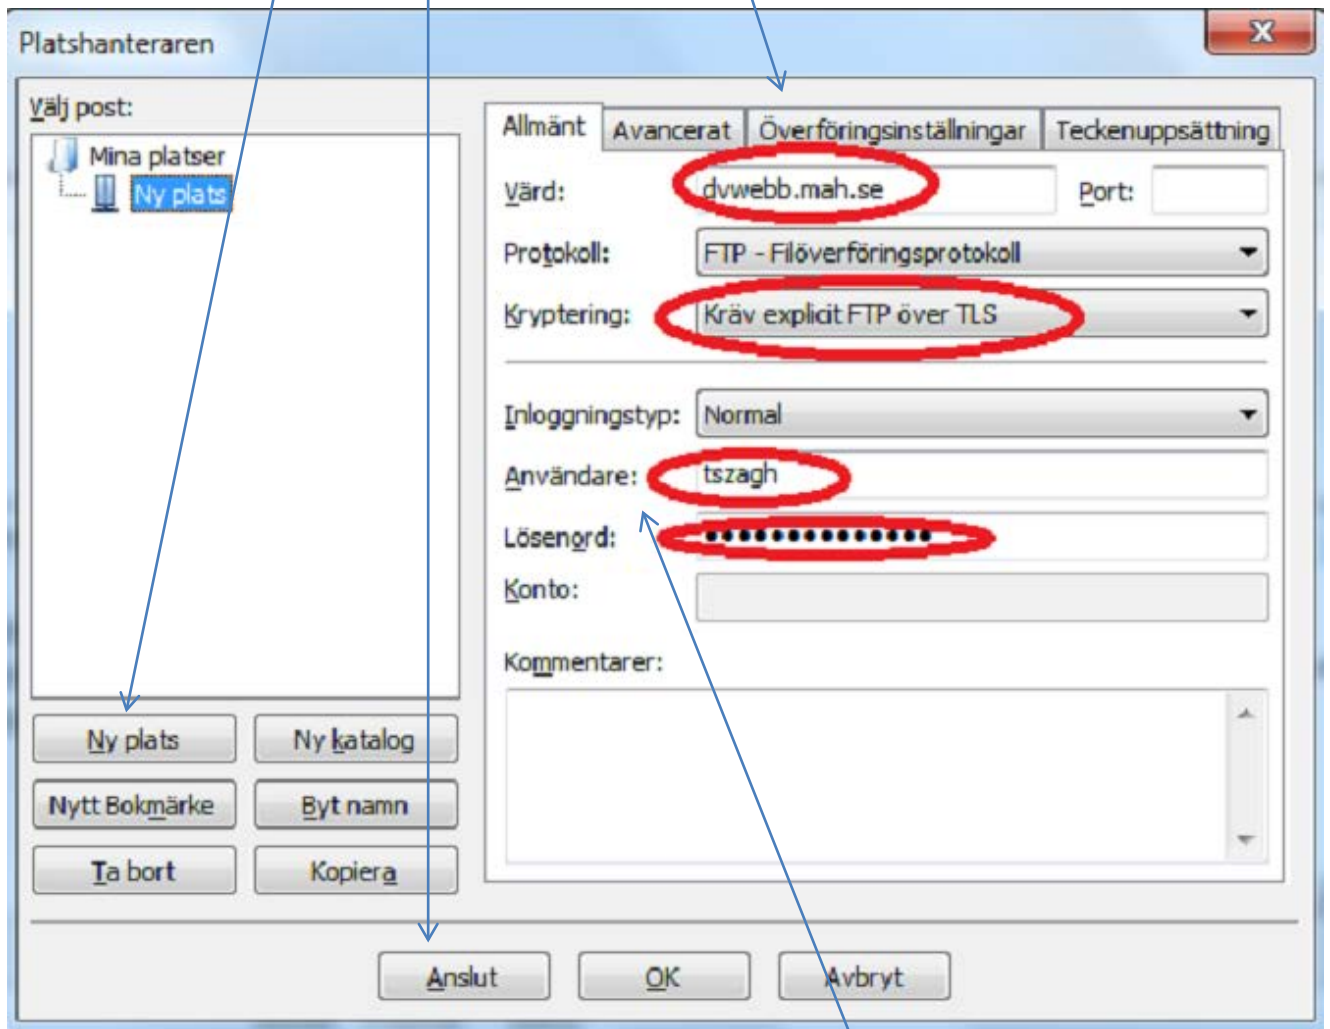 Platshanteraren
X
Välj post:
Mina platser
Ny plats
Ny plats
Ny katalog
Nytt Bokmärke
Byt namn
Ta bort
Kopiera
Allmänt
Avancerat
Överföringsinställningar
Teckenuppsättning
Värd:
dvwebb.mah.se
Port:
Protokoll:
FTP - Filöverföringsprotokoll
Kryptering:
Kräv explicit FTP över TLS
Inloggningstyp:
Normal
Användare:
tszagh
Lösenord:
••••••••••••••
Konto:
Kommentarer:
Anslut
OK
Avbryt